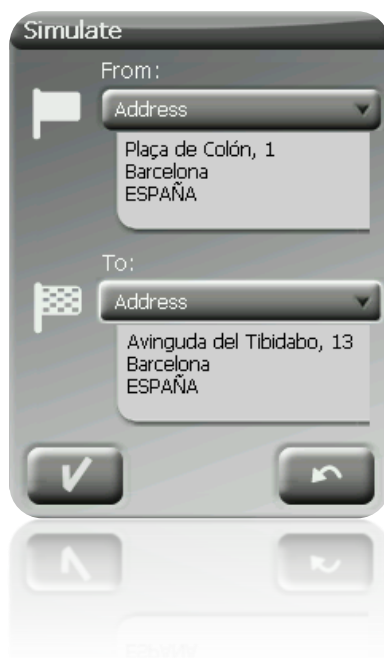 Simulate
From:
Address
Plaça de Colón, 1
Barcelona
ESPAÑA
To:
Address
Avinguda del Tibidabo, 13
Barcelona
ESPAÑA